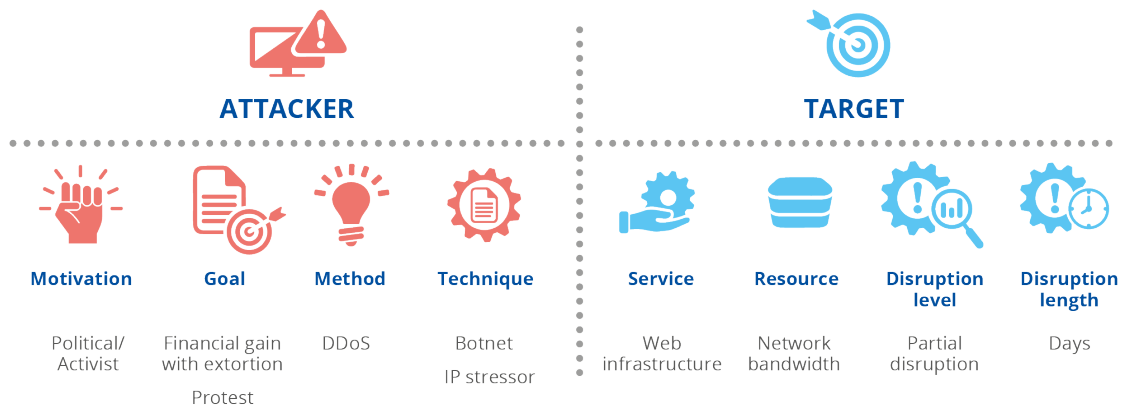 ATTACKER
TARGET
Motivation
Goal
Method
Technique
Service
Resource
Disruption
level
Disruption
length
Political/
Activist
Financial gain
with extortion
Protest
DDoS
Botnet
IP stressor
Web
infrastructure
Network
bandwidth
Partial
disruption
Days